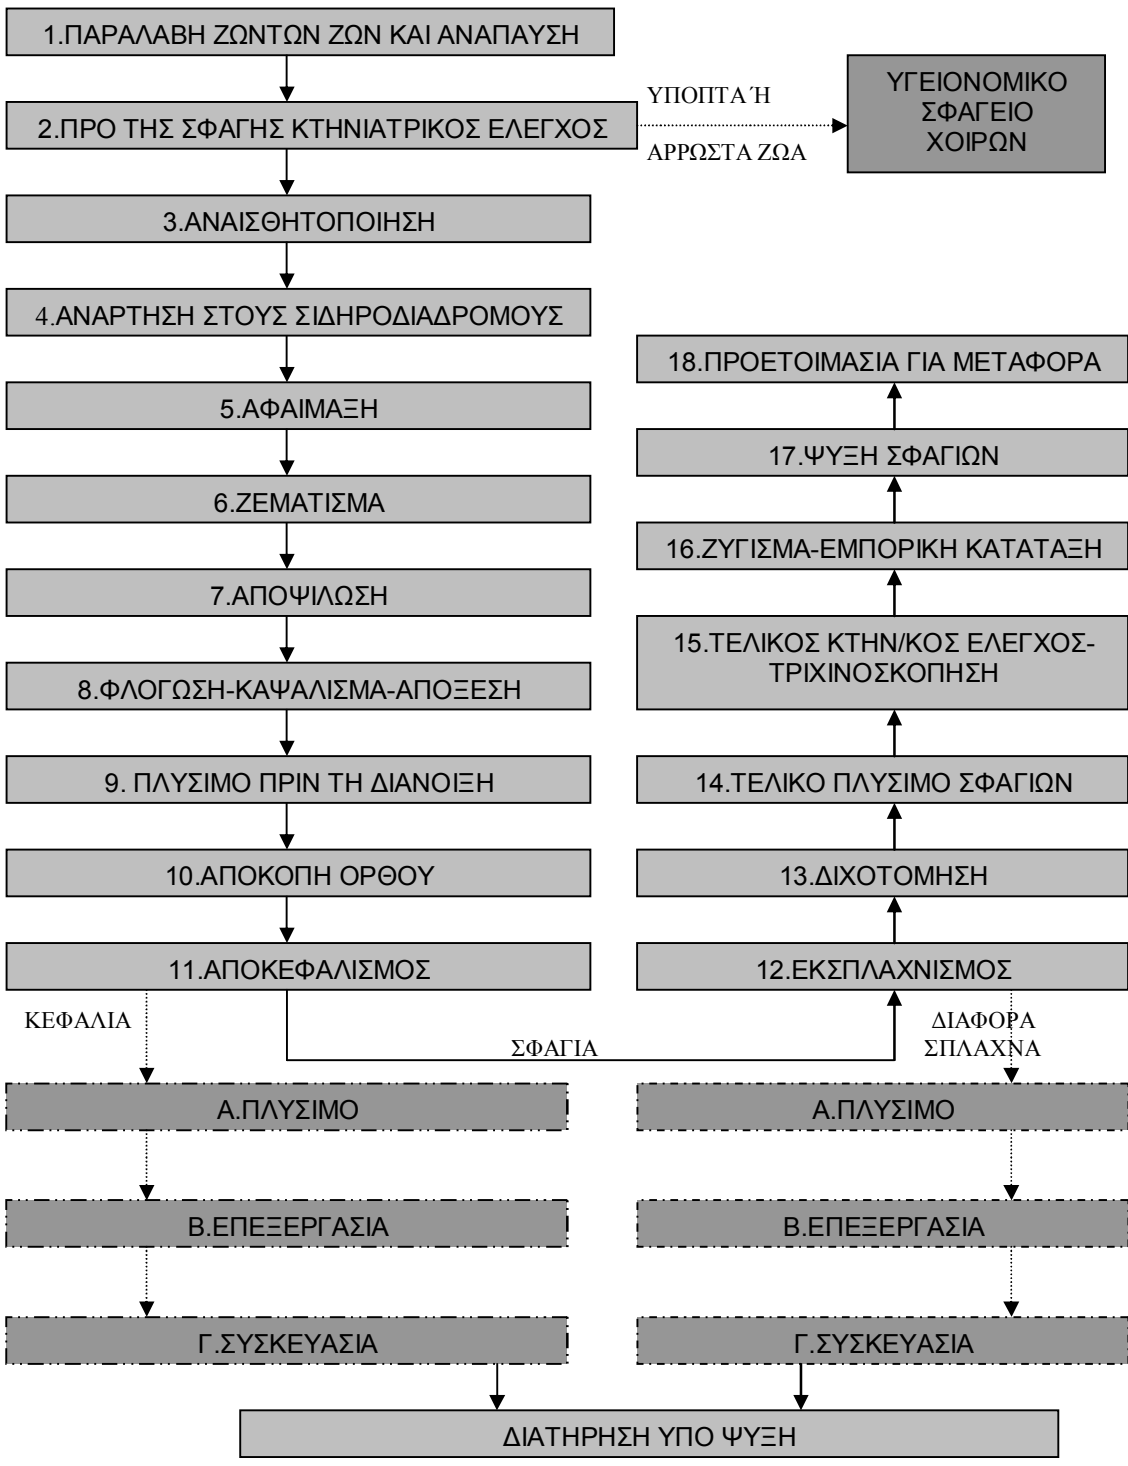 1.ΠΑΡΑΛΑΒΗ ΖΩΝΤΩΝ ΖΩΝ ΚΑΙ ΑΝΑΠΑΥΣΗ
2.ΠΡΟ ΤΗΣ ΣΦΑΓΗΣ ΚΤΗΝΙΑΤΡΙΚΟΣ ΕΛΕΓΧΟΣ
ΥΠΟΠΤΑ Ή
ΑΡΡΩΣΤΑ ΖΩΑ
ΥΓΕΙΟΝΟΜΙΚΟ
ΣΦΑΓΕΙΟ
ΧΟΙΡΩΝ
3.ΑΝΑΙΣΘΗΤΟΠΟΙΗΣΗ
4.ΑΝΑΡΤΗΣΗ ΣΤΟΥΣ ΣΙΔΗΡΟΔΙΑΔΡΟΜΟΥΣ
5.ΑΦΑΙΜΑΞΗ
6.ΖΕΜΑΤΙΣΜΑ
7.ΑΠΟΨΙΛΩΣΗ
8.ΦΛΟΓΩΣΗ-ΚΑΨΑΛΙΣΜΑ-ΑΠΟΞΕΣΗ
9. ΠΛΥΣΙΜΟ ΠΡΙΝ ΤΗ ΔΙΑΝΟΙΞΗ
10.ΑΠΟΚΟΠΗ ΟΡΘΟΥ
11.ΑΠΟΚΕΦΑΛΙΣΜΟΣ
ΚΕΦΑΛΙΑ
ΣΦΑΓΙΑ
Α.ΠΛΥΣΙΜΟ
Β.ΕΠΕΞΕΡΓΑΣΙΑ
Γ.ΣΥΣΚΕΥΑΣΙΑ
18.ΠΡΟΕΤΟΙΜΑΣΙΑ ΓΙΑ ΜΕΤΑΦΟΡΑ
17.ΨΥΞΗ ΣΦΑΓΙΩΝ
16.ΖΥΓΙΣΜΑ-ΕΜΠΟΡΙΚΗ ΚΑΤΑΤΑΞΗ
15.ΤΕΛΙΚΟΣ ΚΤΗΝ/ΚΟΣ ΕΛΕΓΧΟΣ-
ΤΡΙΧΙΝΟΣΚΟΠΗΣΗ
14.ΤΕΛΙΚΟ ΠΛΥΣΙΜΟ ΣΦΑΓΙΩΝ
13.ΔΙΧΟΤΟΜΗΣΗ
12.ΕΚΣΠΛΑΧΝΙΣΜΟΣ
ΔΙΑΦΟΡΑ
ΣΠΛΑΧΝΑ
Α.ΠΛΥΣΙΜΟ
Β.ΕΠΕΞΕΡΓΑΣΙΑ
Γ.ΣΥΣΚΕΥΑΣΙΑ
ΔΙΑΤΗΡΗΣΗ ΥΠΟ ΨΥΞΗ